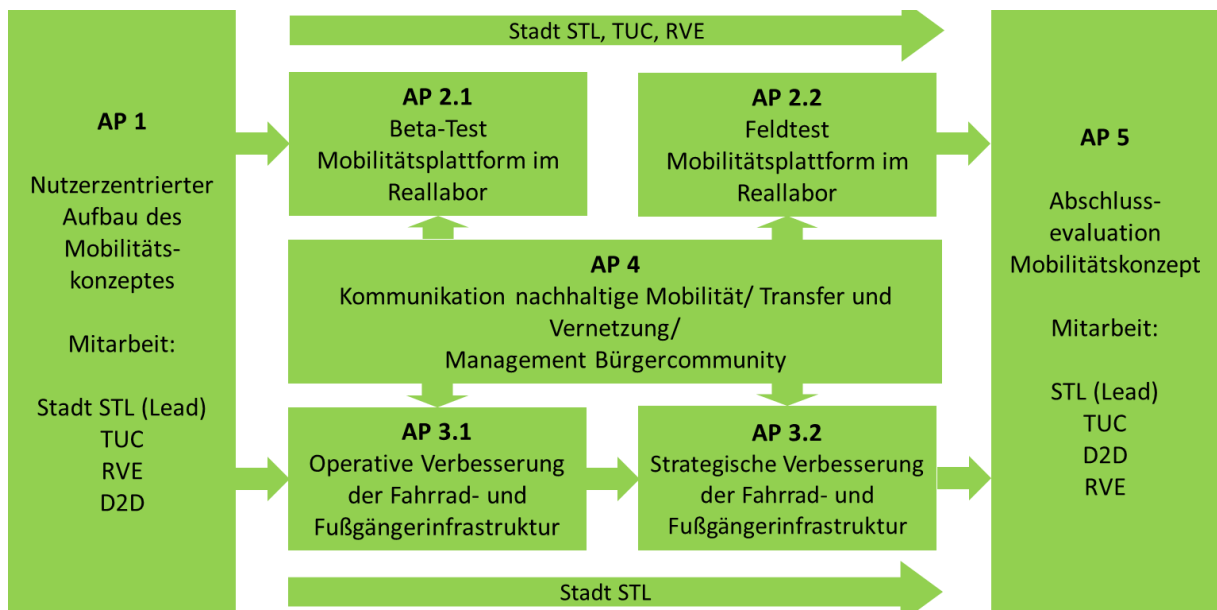 Stadt STL, TUC, RVE
AP 1
Nutzerzentrierter
Aufbau des
Mobilitäts-
konzeptes
Mitarbeit:
Stadt STL (Lead)
TUC
RVE
D2D
AP 2.1
Beta-Test
Mobilitätsplattform im
Reallabor
AP 2.2
Feldtest
Mobilitätsplattform im
Reallabor
AP 4
Kommunikation nachhaltige Mobilität/ Transfer und
Vernetzung/
Management Bürgercommunity
AP 3.1
Operative Verbesserung
der Fahrrad- und
Fußgängerinfrastruktur
AP 3.2
Strategische Verbesserung
der Fahrrad- und
Fußgängerinfrastruktur
AP 5
Abschluss-
evaluation
Mobilitätskonzept
Mitarbeit:
STL (Lead)
TUC
D2D
RVE
Stadt STL